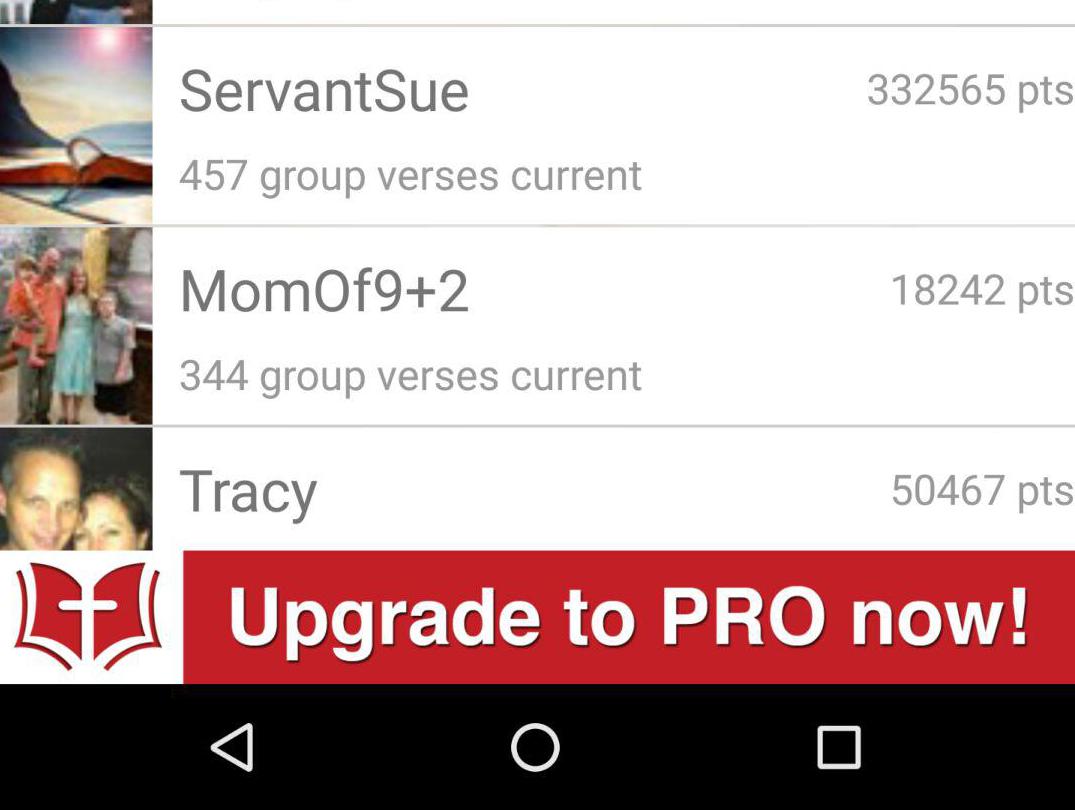 ServantSue 332565 pts
457 group verses current
MomOf9+2 18242 pts
344 group verses current
Tracy 50467 pts
Upgrade to PRO now!